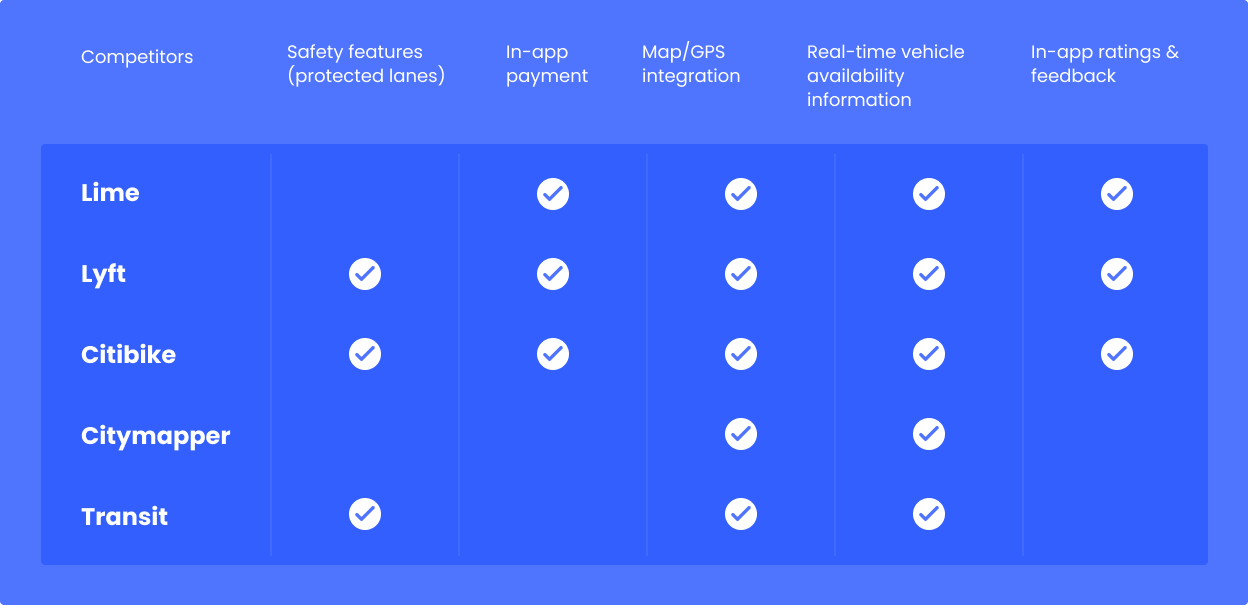 Competitors
Safety features
(protected lanes)
In-app
payment
Map/GPS
integration
Real-time vehicle
availability
information
In-app ratings &
feedback
Lime
Lyft
Citibike
Citymapper
Transit